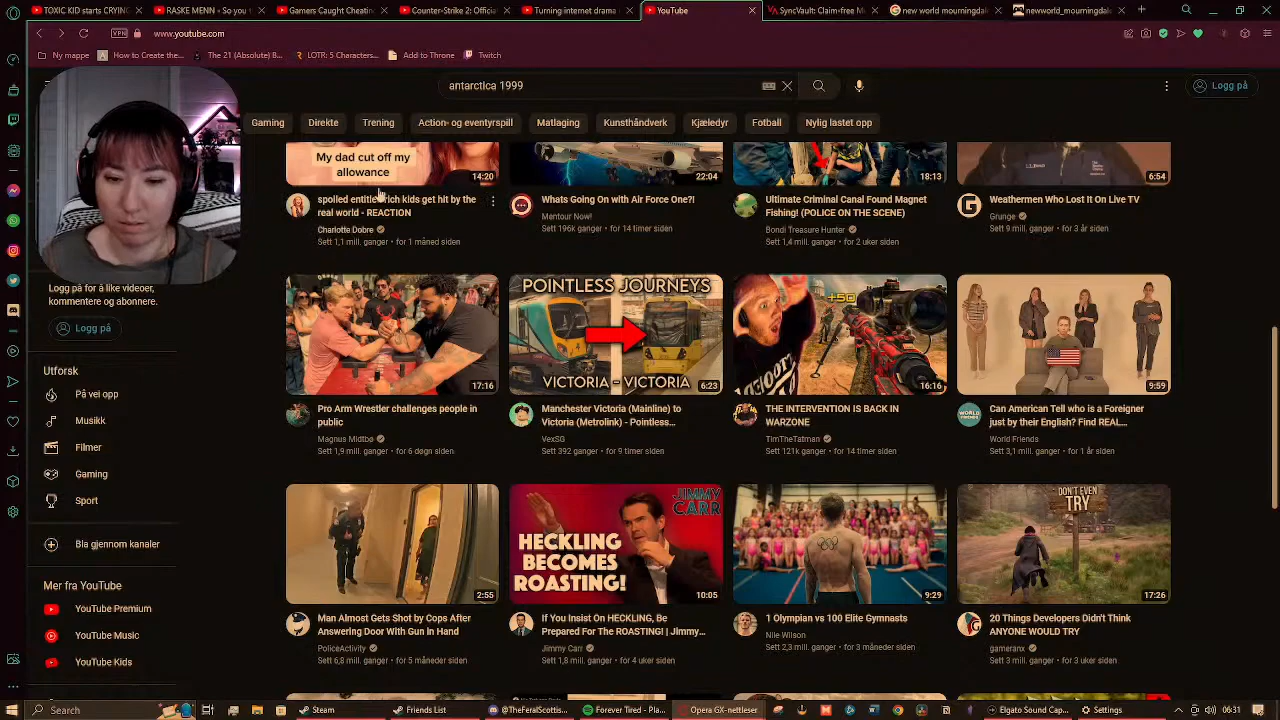 TOXIC kid starts CRYIN
RASKE MENN - So you t
Gamers Caught Cheating
Counter-Strike 2: Officia
Turning internet drama i
YouTube
SyncVault Claim-free M
new world morningdale
newworld_morningdale
VPN
www.youtube.com
Ny mappe
How to Create the...
The 21 (Absolute) B...
LOTR: 5 Characters...
Add to Throne
Twitch
antarctica 1999
Logg på
Gaming
Direkte
Trening
Action- og eventyrspill
Matlaging
Kunsthåndverk
Kjæledyr
Fotball
Nylig lastet opp
My dad cut off my
allowance
14:20
22:04
18:13
6:54
spoiled entitled rich kids get hit by the
real world - REACTION
Charlotte Dobre
Sett 1,1 mill. ganger • for 1 måned siden
Whats Going On with Air Force One?!
Mentour Now!
Sett 196k ganger • for 14 timer siden
Ultimate Criminal Canal Found Magnet
Fishing! (POLICE ON THE SCENE)
Bondi Treasure Hunter
Sett 1,4 mill. ganger • for 2 uker siden
Weathermen Who Lost It On Live TV
Grunge
Sett 9 mill. ganger • for 3 år siden
Logg på for å like videoer,
kommentere og abonnere.
Logg på
Utforsk
På vei opp
Musikk
Filmer
Gaming
Sport
Bla gjennom kanaler
Mer fra YouTube
YouTube Premium
YouTube Music
YouTube Kids
17:16
POINTLESS JOURNEYS
VICTORIA - VICTORIA
6:23
+50
16:16
9:59
Pro Arm Wrestler challenges people in
public
Magnus Midtbø
Sett 1,9 mill. ganger • for 6 døgn siden
Manchester Victoria (Mainline) to
Victoria (Metrolink) - Pointless...
VexSG
Sett 392 ganger • for 9 timer siden
THE INTERVENTION IS BACK IN
WARZONE
TimTheTatman
Sett 121k ganger • for 14 timer siden
Can American Tell who is a Foreigner
just by their English? Find REAL...
World Friends
Sett 3,1 mill. ganger • for 1 år siden
2:55
JIMMY
CARR
HECKLING
BECOMES
ROASTING!
10:05
9:29
DON'T EVEN
TRY
17:26
Man Almost Gets Shot by Cops After
Answering Door With Gun In Hand
PoliceActivity
Sett 6,8 mill. ganger • for 5 måneder siden
If You Insist On HECKLING, Be
Prepared For The ROASTING! | Jimmy...
Jimmy Carr
Sett 1,8 mill. ganger • for 4 uker siden
1 Olympian vs 100 Elite Gymnasts
Nile Wilson
Sett 2,3 mill. ganger • for 3 måneder siden
20 Things Developers Didn't Think
ANYONE WOULD TRY
gameranx
Sett 3 mill. ganger • for 3 uker siden
Search
Steam
Friends List
@TheFeralScottis
Forever Tired - Pla
Opera GX-nettleser
Elgato Sound Cap
Settings
06:31